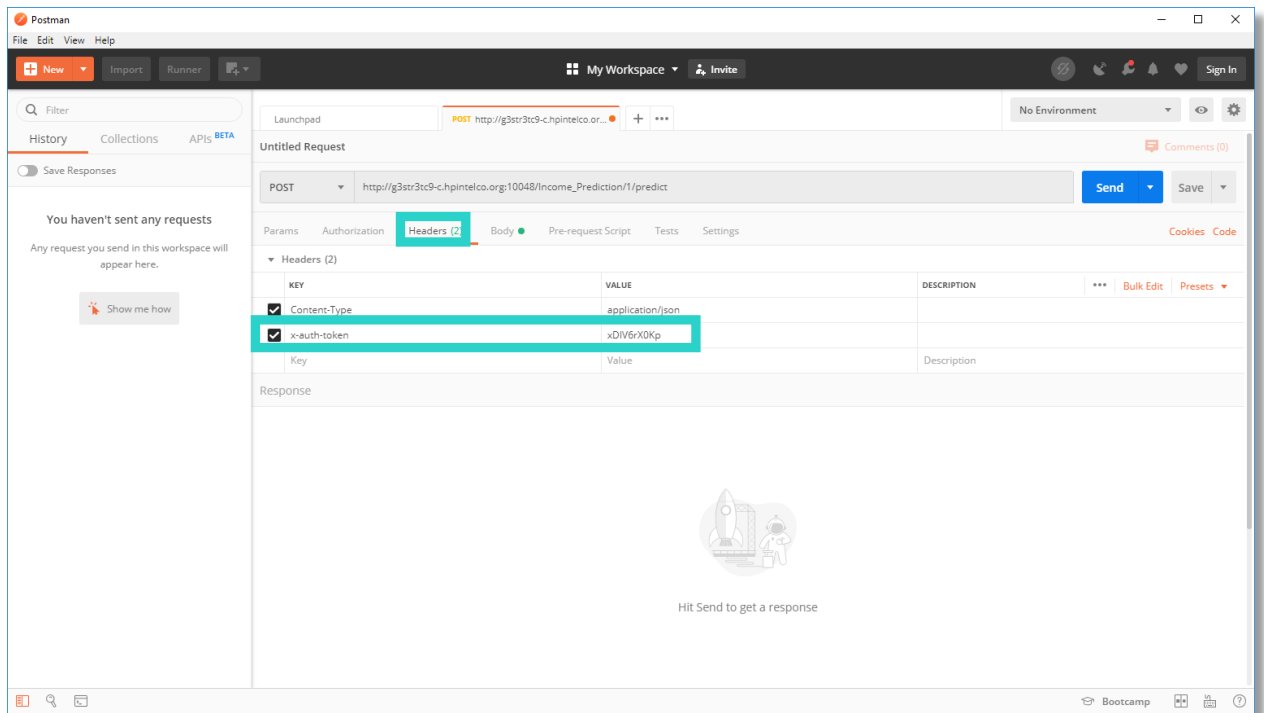 Postman
File Edit View Help
New Import Runner My Workspace Invite Sign In
Filter
History Collections APIs BETA
Save Responses
You haven't sent any requests
Any request you send in this workspace will
appear here.
Show me how
Launchpad POST http://g3str3tc9-c.hpintelco.or... No Environment
Untitled Request Comments (0)
POST http://g3str3tc9-c.hpintelco.org:10048/Income_Prediction/1/predict Send Save
Params Authorization Headers (2) Body Pre-request Script Tests Settings Cookies Code
Headers (2)
KEY VALUE DESCRIPTION Bulk Edit Presets
Content-Type application/json
x-auth-token xDIV6rX0Kp
Key Value Description
Response
Hit Send to get a response
Bootcamp